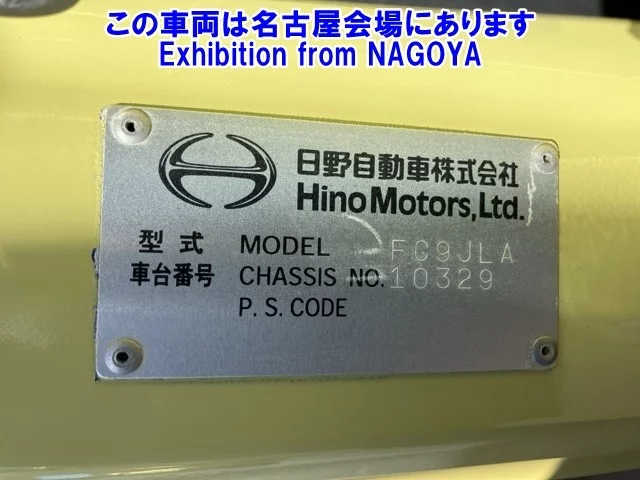 この車両は名古屋会場にあります
Exhibition from NAGOYA
日野自動車株式会社
Hino Motors, Ltd.
型式 MODEL -FC9JLA
車台番号 CHASSIS NO. 10329
P. S. CODE